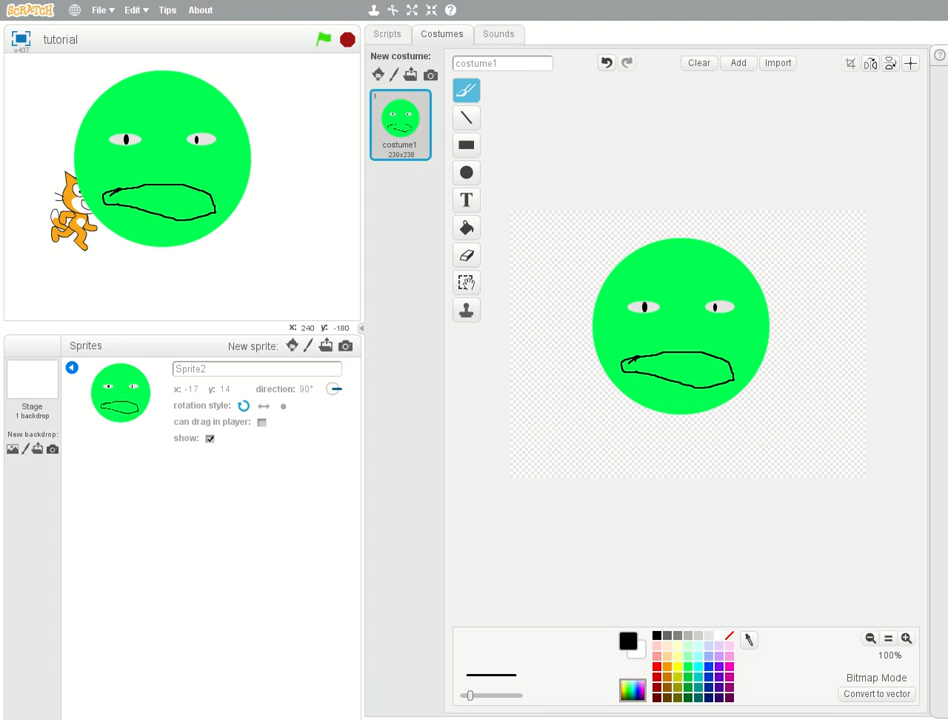 SCRATCH File Edit Tips About
v437 tutorial
Scripts Costumes Sounds
New costume:
costume1
Clear Add Import
1
costume1
239x238
T
x: 240 y: -180
Sprites New sprite:
Sprite2
x: -17 y: 14 direction: 90°
rotation style:
can drag in player:
show:
Stage
1 backdrop
New backdrop:
100%
Bitmap Mode
Convert to vector